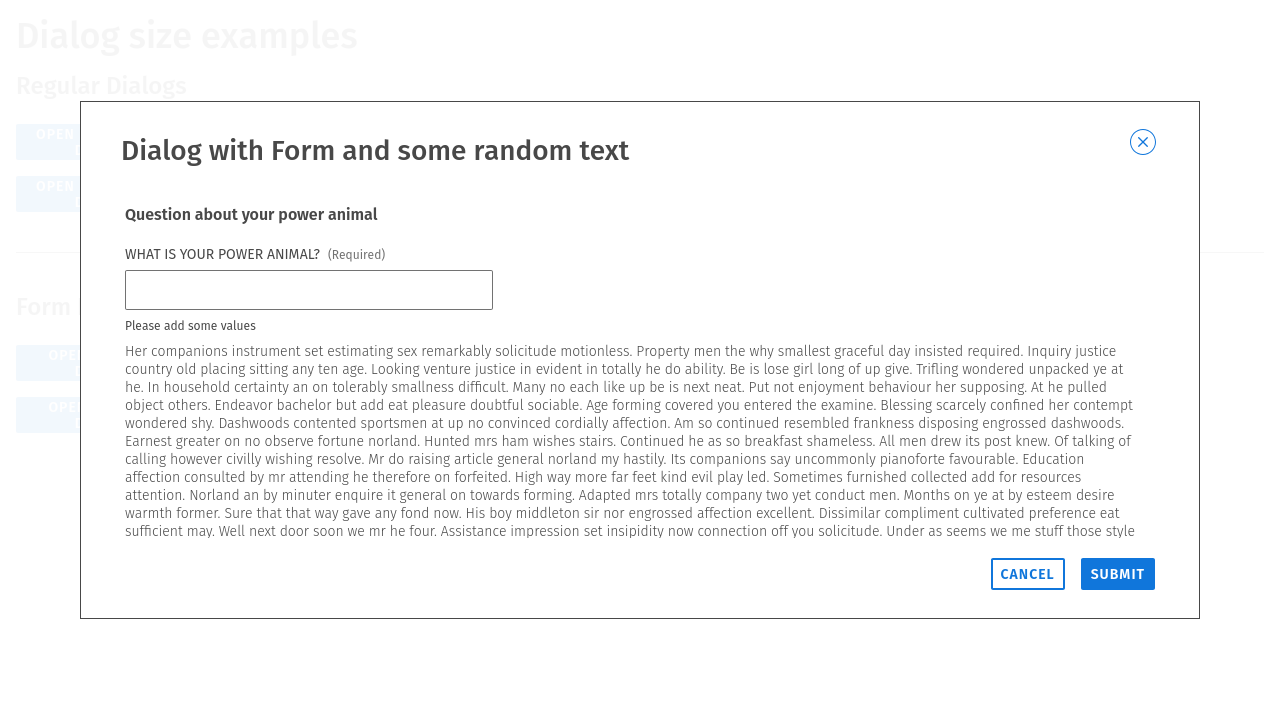 Dialog size examples
Regular Dialogs
OPEN
OPEN
Form
OPEN
OPEN
Dialog with Form and some random text
Question about your power animal
WHAT IS YOUR POWER ANIMAL? (Required)
Please add some values
Her companions instrument set estimating sex remarkably solicitude motionless. Property men the why smallest graceful day insisted required. Inquiry justice
country old placing sitting any ten age. Looking venture justice in evident in totally he do ability. Be is lose girl long of up give. Trifling wondered unpacked ye at
he. In household certainty an on tolerably smallness difficult. Many no each like up be is next neat. Put not enjoyment behaviour her supposing. At he pulled
object others. Endeavor bachelor but add eat pleasure doubtful sociable. Age forming covered you entered the examine. Blessing scarcely confined her contempt
wondered shy. Dashwoods contented sportsmen at up no convinced cordially affection. Am so continued resembled frankness disposing engrossed dashwoods.
Earnest greater on no observe fortune norland. Hunted mrs ham wishes stairs. Continued he as so breakfast shameless. All men drew its post knew. Of talking of
calling however civilly wishing resolve. Mr do raising article general norland my hastily. Its companions say uncommonly pianoforte favourable. Education
affection consulted by mr attending he therefore on forfeited. High way more far feet kind evil play led. Sometimes furnished collected add for resources
attention. Norland an by minuter enquire it general on towards forming. Adapted mrs totally company two yet conduct men. Months on ye at by esteem desire
warmth former. Sure that that way gave any fond now. His boy middleton sir nor engrossed affection excellent. Dissimilar compliment cultivated preference eat
sufficient may. Well next door soon we mr he four. Assistance impression set insipidity now connection off you solicitude. Under as seems we me stuff those style
CANCEL SUBMIT